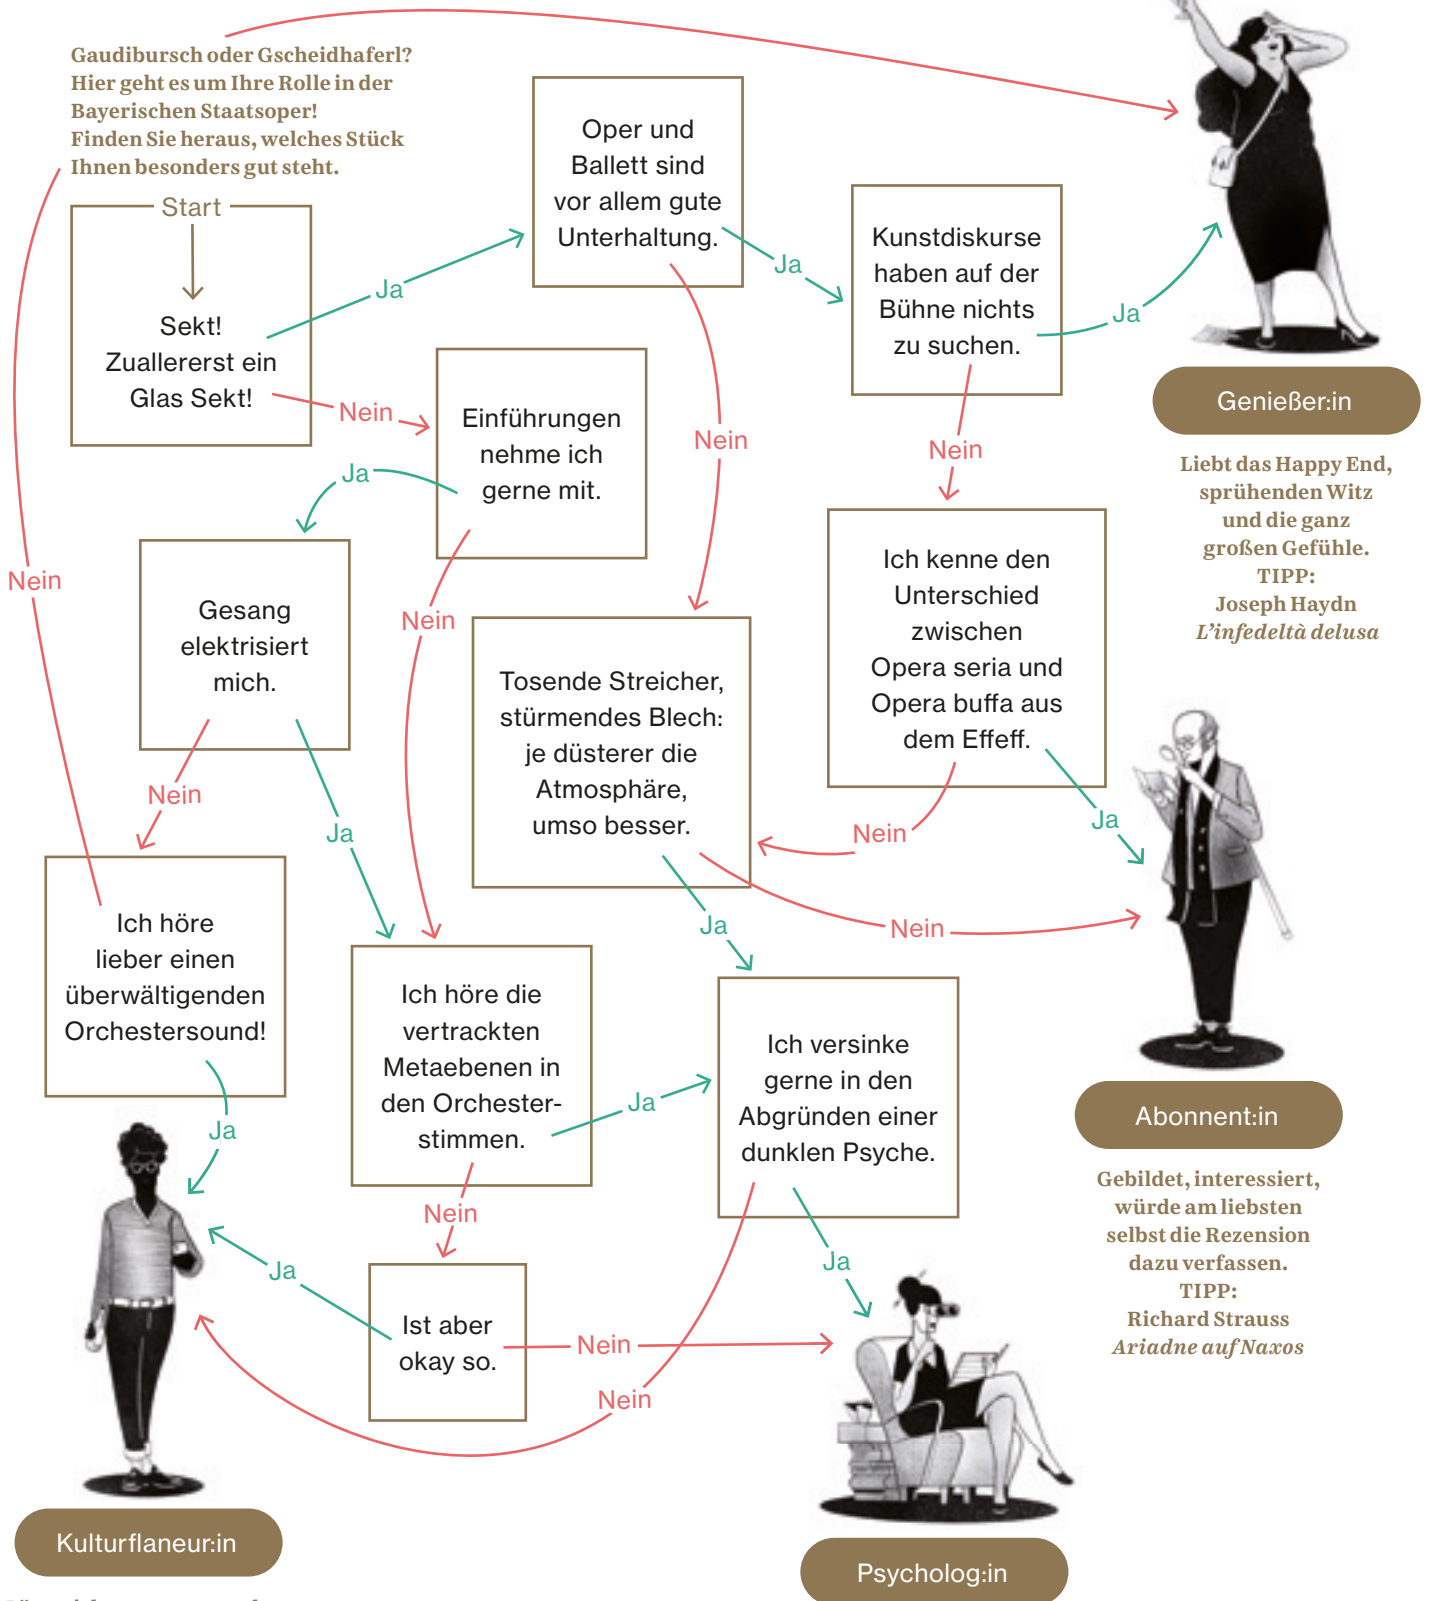 Gaudibursch oder Gscheidhaferl?
Hier geht es um Ihre Rolle in der
Bayerischen Staatsoper!
Finden Sie heraus, welches Stück
Ihnen besonders gut steht.
Start
Sekt!
Zuallererst ein
Glas Sekt!
Ja
Nein
Oper und
Ballett sind
vor allem gute
Unterhaltung.
Ja
Nein
Kunstdiskurse
haben auf der
Bühne nichts
zu suchen.
Ja
Nein
Genießer:in
Liebt das Happy End,
sprühenden Witz
und die ganz
großen Gefühle.
TIPP:
Joseph Haydn
L’infedeltà delusa
Einführungen
nehme ich
gerne mit.
Ja
Nein
Gesang
elektrisiert
mich.
Nein
Ja
Tosende Streicher,
stürmendes Blech:
je düsterer die
Atmosphäre,
umso besser.
Ja
Nein
Ich kenne den
Unterschied
zwischen
Opera seria und
Opera buffa aus
dem Effeff.
Nein
Ja
Abonnent:in
Gebildet, interessiert,
würde am liebsten
selbst die Rezension
dazu verfassen.
TIPP:
Richard Strauss
Ariadne auf Naxos
Ich höre
lieber einen
überwältigenden
Orchestersound!
Nein
Ja
Ich höre die
vertrackten
Metaebenen in
den Orchester-
stimmen.
Ja
Nein
Ich versinke
gerne in den
Abgründen einer
dunklen Psyche.
Ja
Nein
Ist aber
okay so.
Ja
Nein
Kulturflaneur:in
Psycholog:in